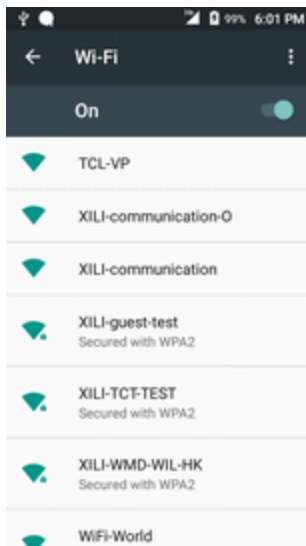 99% 6:01 PM
Wi-Fi
On
TCL-VP
XILI-communication-O
XILI-communication
XILI-guest-test
Secured with WPA2
XILI-TCT-TEST
Secured with WPA2
XILI-WMD-WIL-HK
Secured with WPA2
WiFi-World